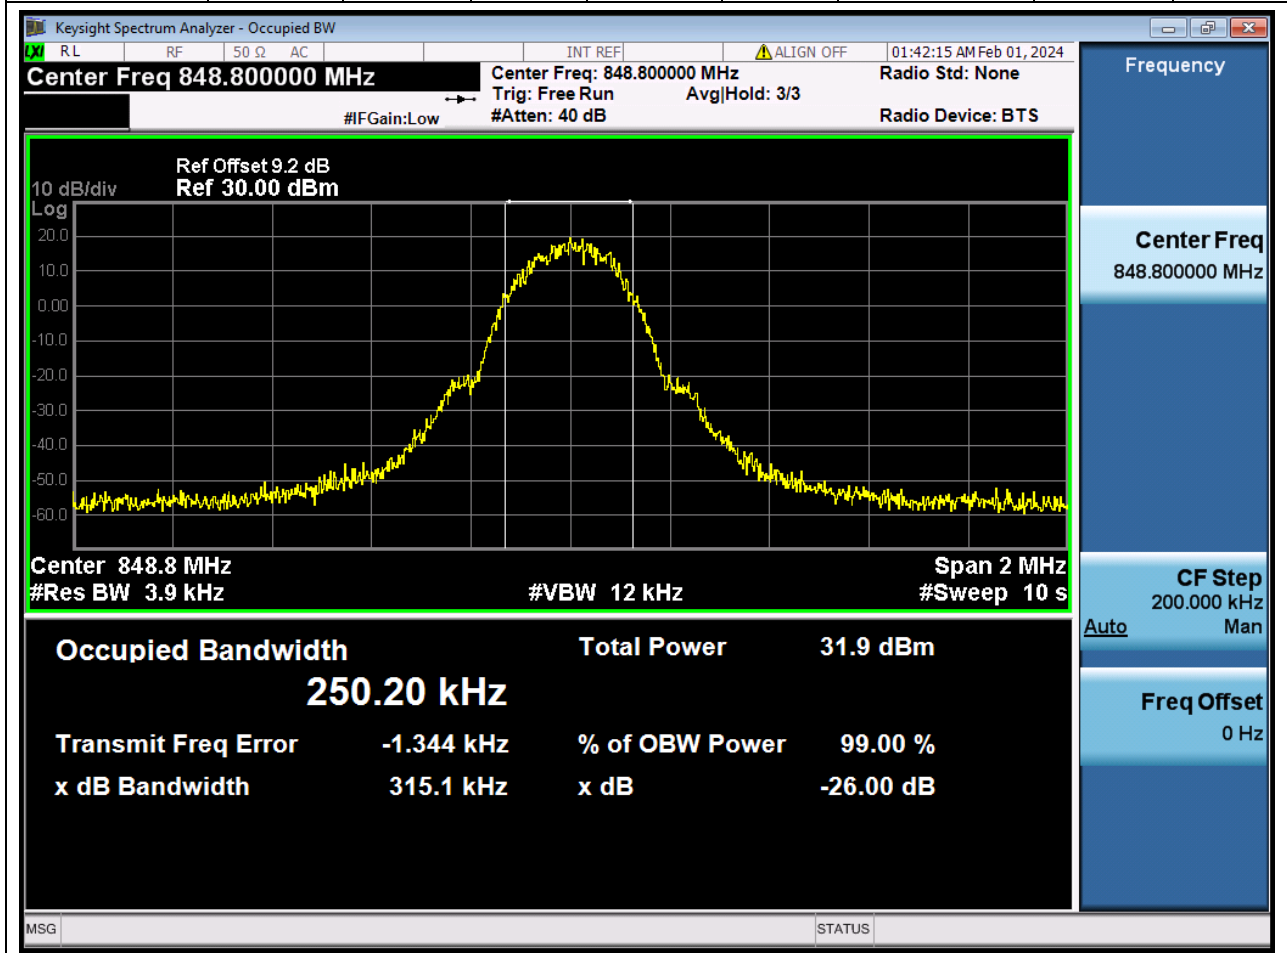 Keysight Spectrum Analyzer - Occupied BW
LXI RL RF 50 Ω AC INT REF ALIGN OFF 01:42:15 AM Feb 01, 2024
Center Freq 848.800000 MHz
Center Freq: 848.800000 MHz
Radio Std: None
Trig: Free Run Avg|Hold: 3/3
#IFGain:Low
#Atten: 40 dB
Radio Device: BTS
Ref Offset 9.2 dB
10 dB/div Ref 30.00 dBm
Log
20.0
10.0
0.00
-10.0
-20.0
-30.0
-40.0
-50.0
-60.0
Center 848.8 MHz Span 2 MHz
#Res BW 3.9 kHz #VBW 12 kHz #Sweep 10 s
Occupied Bandwidth Total Power 31.9 dBm
250.20 kHz
Transmit Freq Error -1.344 kHz % of OBW Power 99.00 %
x dB Bandwidth 315.1 kHz x dB -26.00 dB
MSG STATUS
Frequency
Center Freq
848.800000 MHz
CF Step
200.000 kHz
Auto Man
Freq Offset
0 Hz